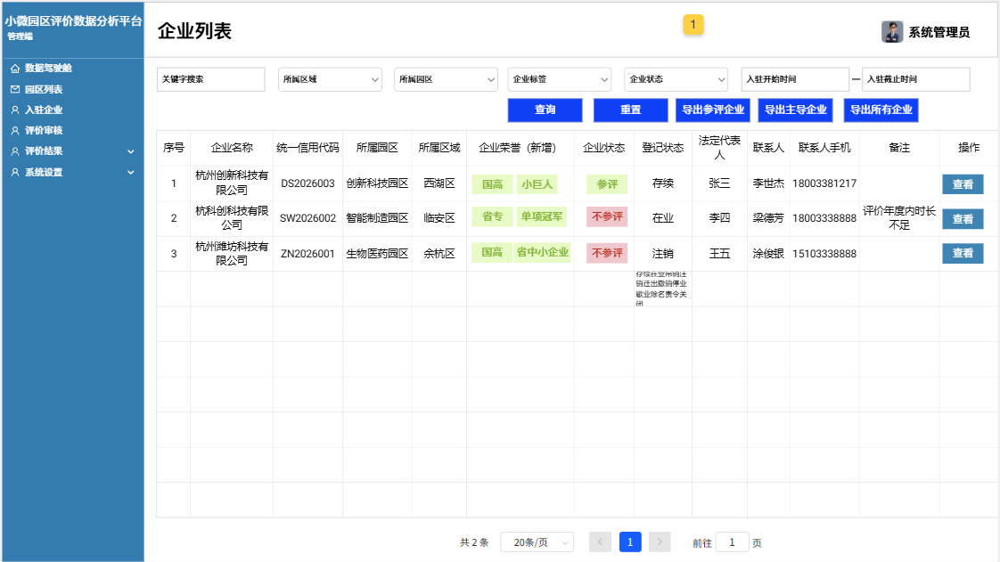 小微园区评价数据分析平台
管理端
企业列表
1
系统管理员
数据驾驶舱
园区列表
入驻企业
评价审核
评价结果
系统设置
关键字搜索 所属区域 所属园区 企业标签 企业状态 入驻开始时间 — 入驻截止时间
查询 重置 导出参评企业 导出主导企业 导出所有企业
序号 企业名称 统一信用代码 所属园区 所属区域 企业荣誉（新增） 企业状态 登记状态 法定代表人 联系人 联系人手机 备注 操作
1 杭州创新科技有限公司 DS2026003 创新科技园区 西湖区 国高 小巨人 参评 存续 张三 李世杰 18003381217 查看
2 杭科创科技有限公司 SW2026002 智能制造园区 临安区 省专 单项冠军 不参评 在业 李四 梁德芳 18003338888 评价年度内时长不足 查看
3 杭州潍坊科技有限公司 ZN2026001 生物医药园区 余杭区 国高 省中小企业 不参评 注销 王五 涂俊银 15103338888 查看
存续在业吊销注
销迁出撤销停业
歇业除名责令关
闭
共 2 条 20条/页 1 前往 1 页